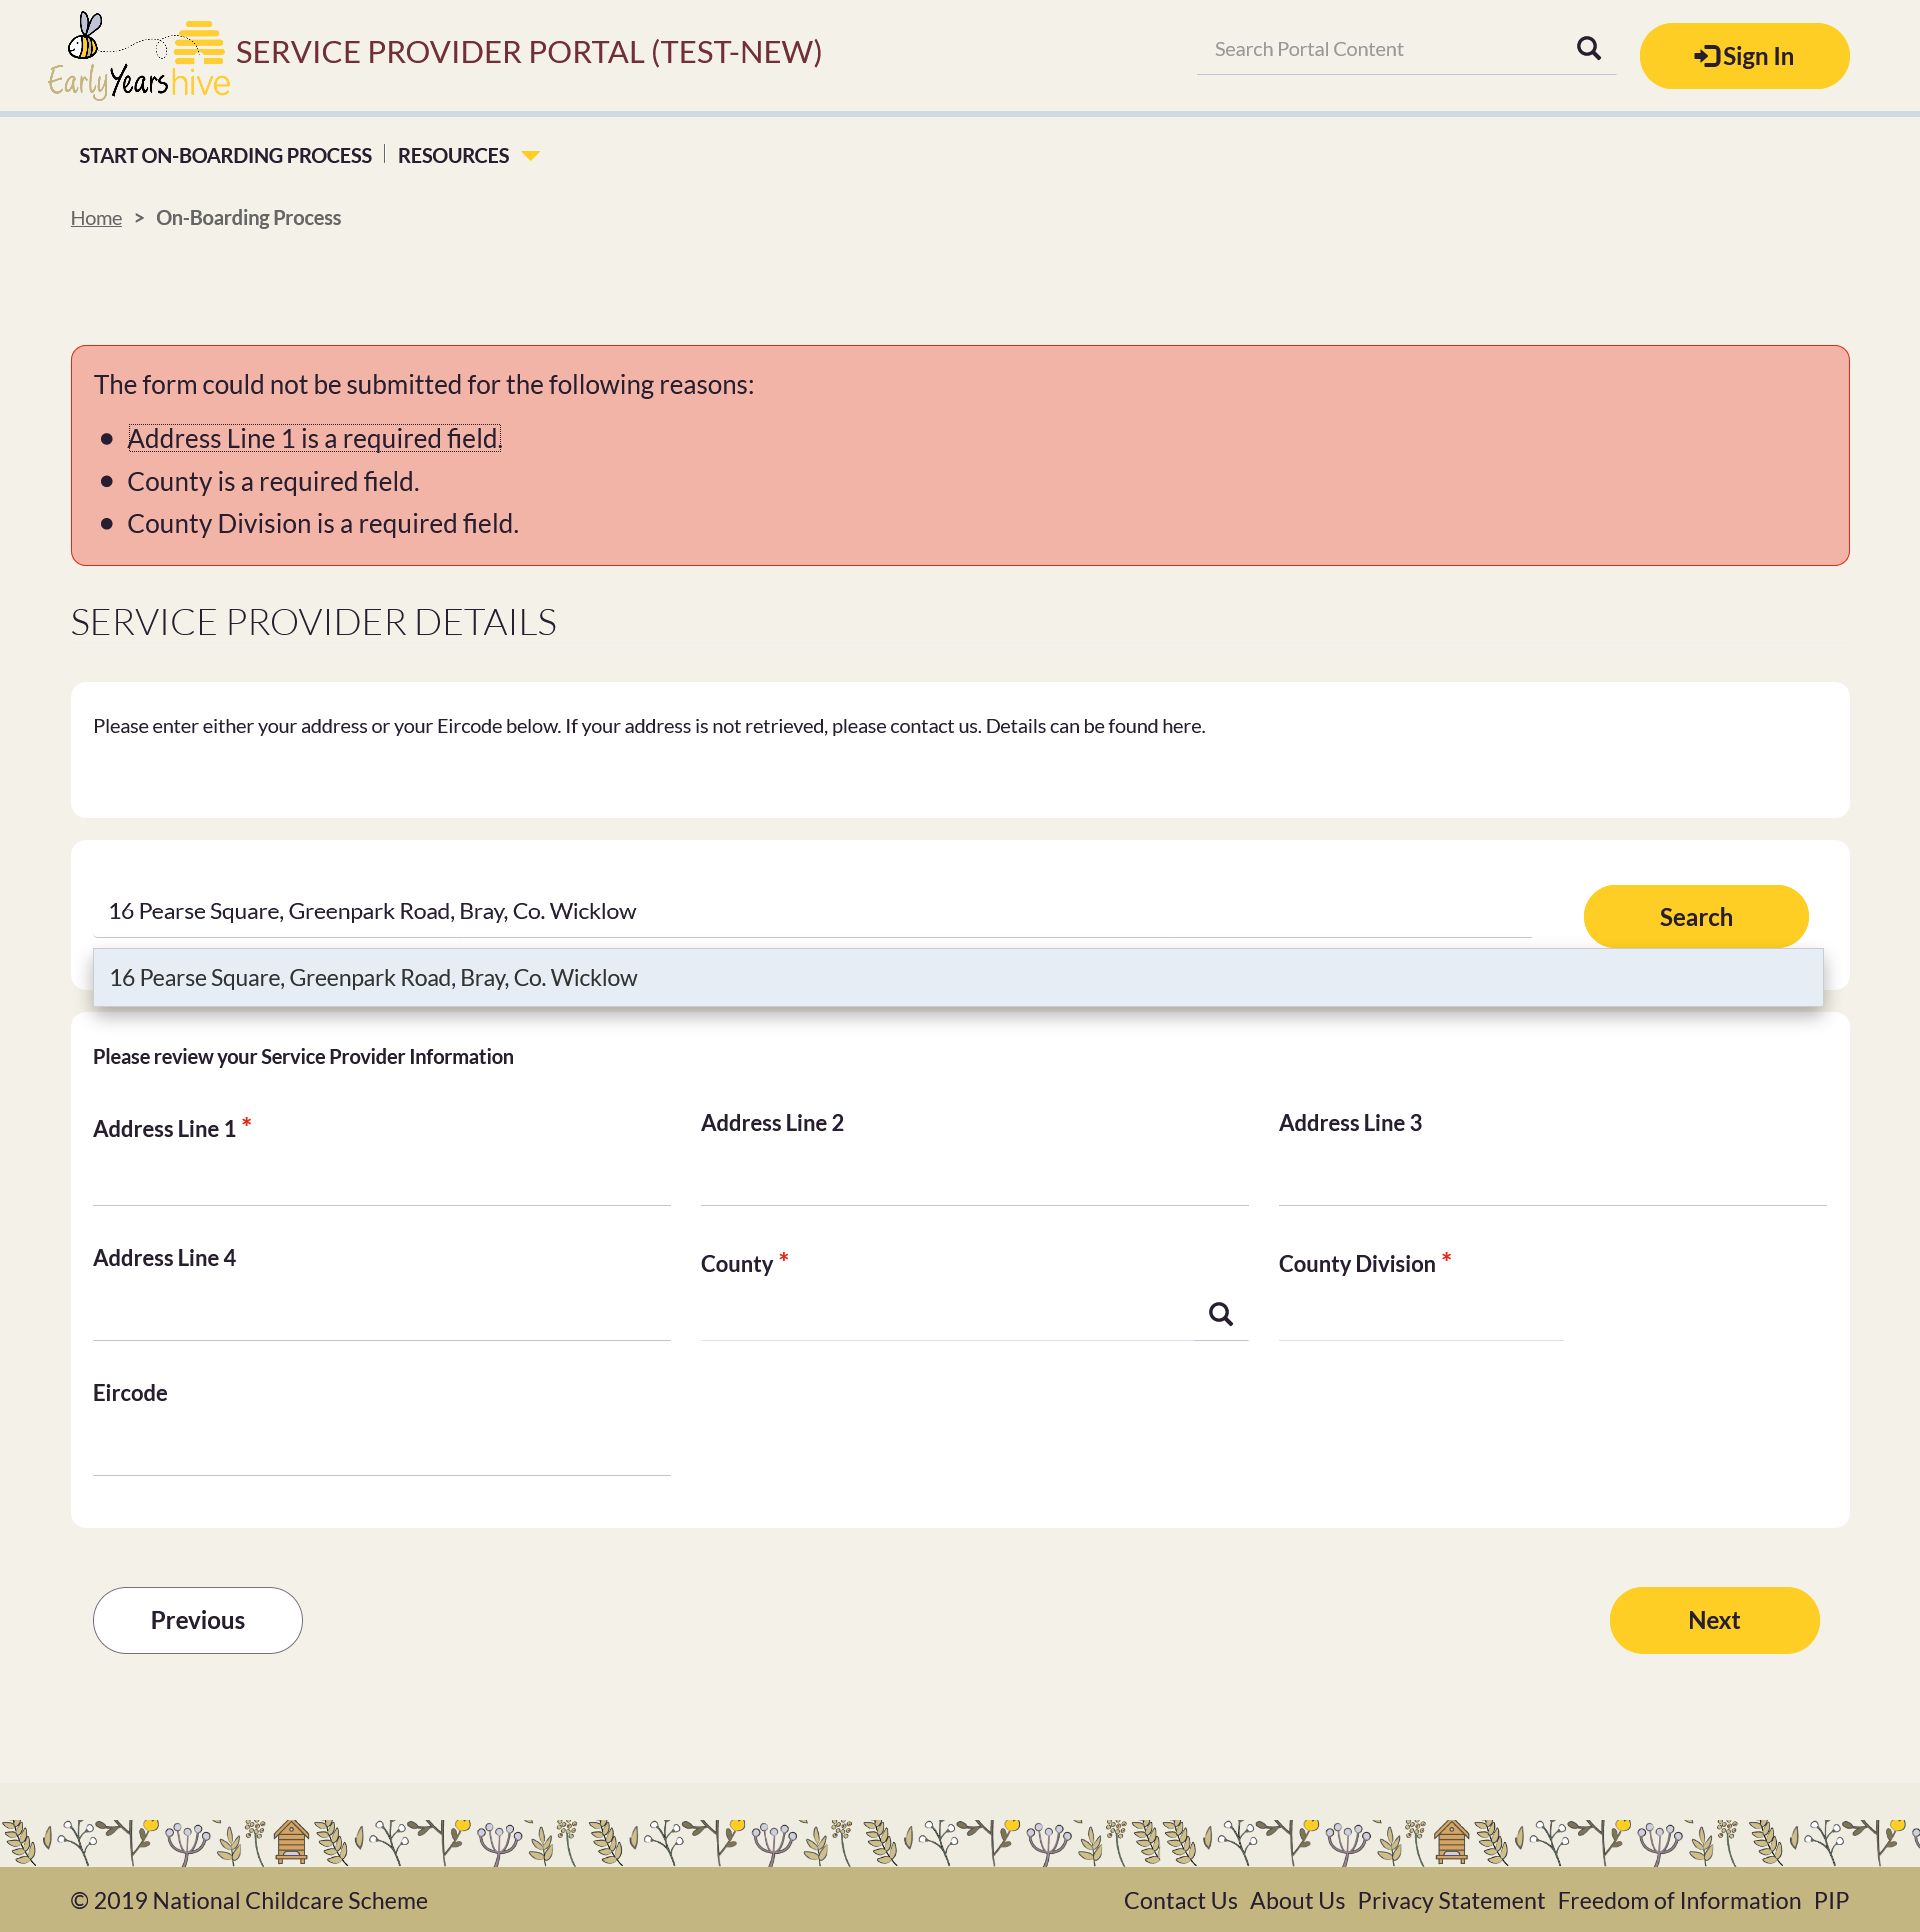 Early Years hive
SERVICE PROVIDER PORTAL (TEST-NEW)
Search Portal Content
Sign In
START ON-BOARDING PROCESS
RESOURCES
Home > On-Boarding Process
The form could not be submitted for the following reasons:
Address Line 1 is a required field.
County is a required field.
County Division is a required field.
SERVICE PROVIDER DETAILS
Please enter either your address or your Eircode below. If your address is not retrieved, please contact us. Details can be found here.
16 Pearse Square, Greenpark Road, Bray, Co. Wicklow
Search
16 Pearse Square, Greenpark Road, Bray, Co. Wicklow
Please review your Service Provider Information
Address Line 1 *
Address Line 2
Address Line 3
Address Line 4
County *
County Division *
Eircode
Previous
Next
© 2019 National Childcare Scheme
Contact Us About Us Privacy Statement Freedom of Information PIP